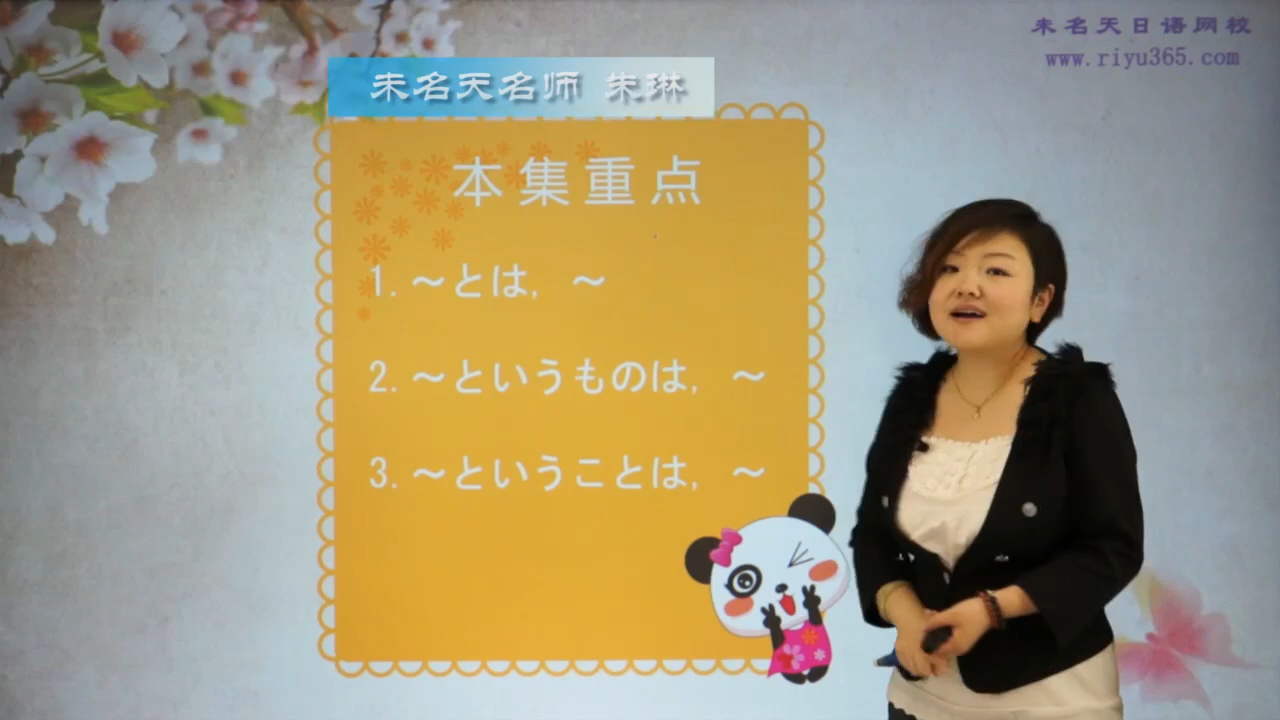 未名天日语网校
www.riyu365.com
未名天名师 朱琳
本集重点
1.～とは, ～
2.～というものは, ～
3.～ということは, ～